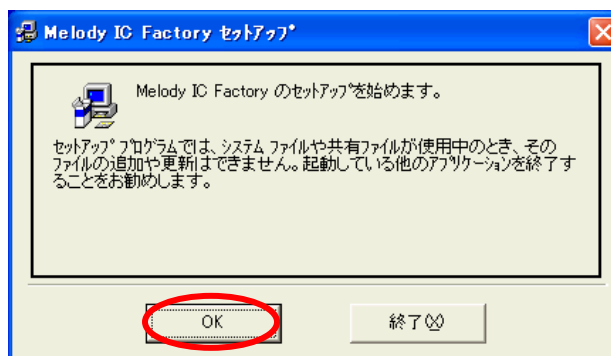 Melody IC Factory ｾｯﾄｱｯﾌﾟ
Melody IC Factory のｾｯﾄｱｯﾌﾟを始めます。
ｾｯﾄｱｯﾌﾟ ﾌﾟﾛｸﾞﾗﾑでは、ｼｽﾃﾑ ﾌｧｲﾙや共有ﾌｧｲﾙが使用中のとき、その
ﾌｧｲﾙの追加や更新はできません。起動している他のｱﾌﾟﾘｹｰｼｮﾝを終了す
ることをお勧めします。
OK
終了(X)